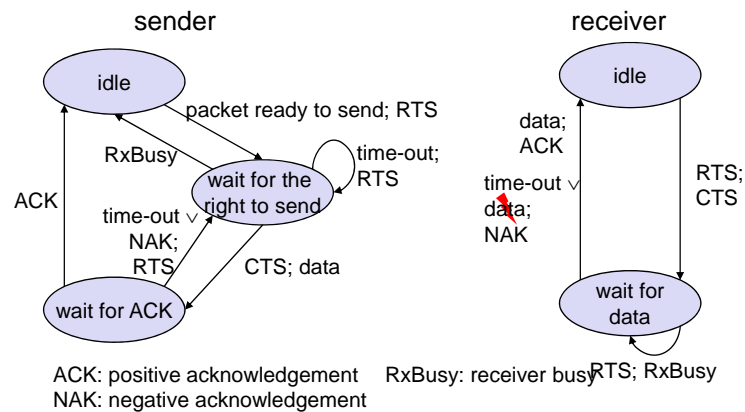 sender
idle
packet ready to send; RTS
RxBusy
time-out;
RTS
wait for the
right to send
ACK
time-out ∨
NAK;
RTS
CTS; data
wait for ACK
receiver
idle
data;
ACK
time-out ∨
data;
NAK
RTS;
CTS
wait for
data
RTS; RxBusy
ACK: positive acknowledgement
RxBusy: receiver busy
NAK: negative acknowledgement